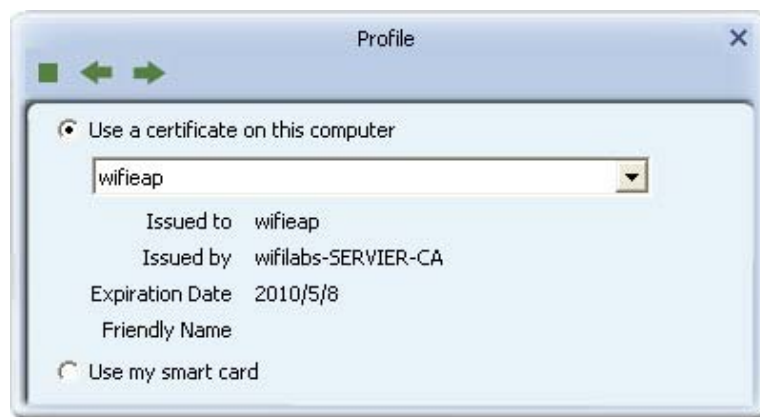 Profile
Use a certificate on this computer
wifieap
Issued to wifieap
Issued by wifilabs-SERVIER-CA
Expiration Date 2010/5/8
Friendly Name
Use my smart card